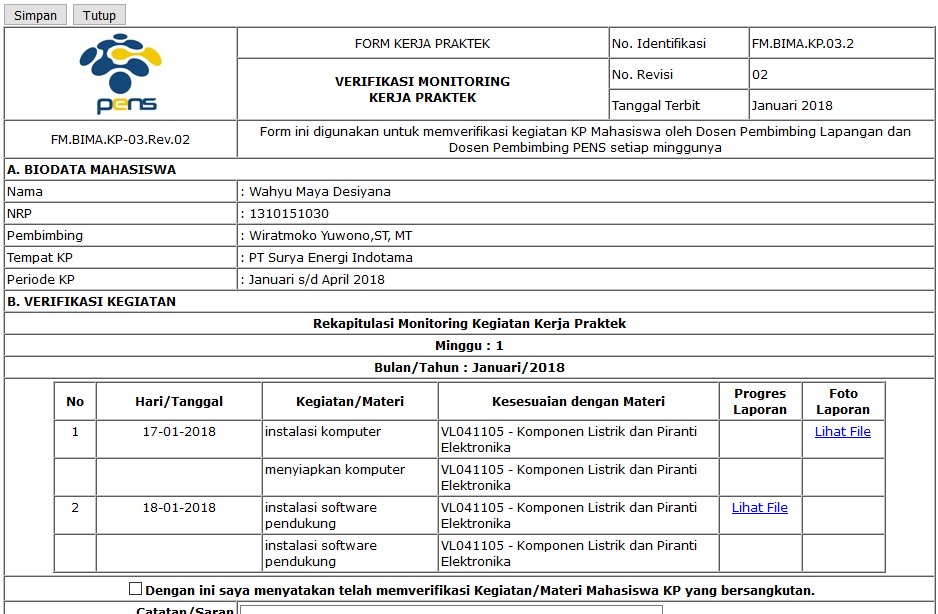 Simpan Tutup
pens
FORM KERJA PRAKTEK
No. Identifikasi FM.BIMA.KP.03.2
VERIFIKASI MONITORING
KERJA PRAKTEK
No. Revisi 02
Tanggal Terbit Januari 2018
FM.BIMA.KP-03.Rev.02
Form ini digunakan untuk memverifikasi kegiatan KP Mahasiswa oleh Dosen Pembimbing Lapangan dan
Dosen Pembimbing PENS setiap minggunya
A. BIODATA MAHASISWA
Nama : Wahyu Maya Desiyana
NRP : 1310151030
Pembimbing : Wiratmoko Yuwono,ST, MT
Tempat KP : PT Surya Energi Indotama
Periode KP : Januari s/d April 2018
B. VERIFIKASI KEGIATAN
Rekapitulasi Monitoring Kegiatan Kerja Praktek
Minggu : 1
Bulan/Tahun : Januari/2018
No Hari/Tanggal Kegiatan/Materi Kesesuaian dengan Materi Progres Laporan Foto Laporan
1 17-01-2018 instalasi komputer VL041105 - Komponen Listrik dan Piranti Lihat File
Elektronika
menyiapkan komputer VL041105 - Komponen Listrik dan Piranti
Elektronika
2 18-01-2018 instalasi software VL041105 - Komponen Listrik dan Piranti Lihat File
pendukung Elektronika
instalasi software VL041105 - Komponen Listrik dan Piranti
pendukung Elektronika
Dengan ini saya menyatakan telah memverifikasi Kegiatan/Materi Mahasiswa KP yang bersangkutan.
Catatan/Saran